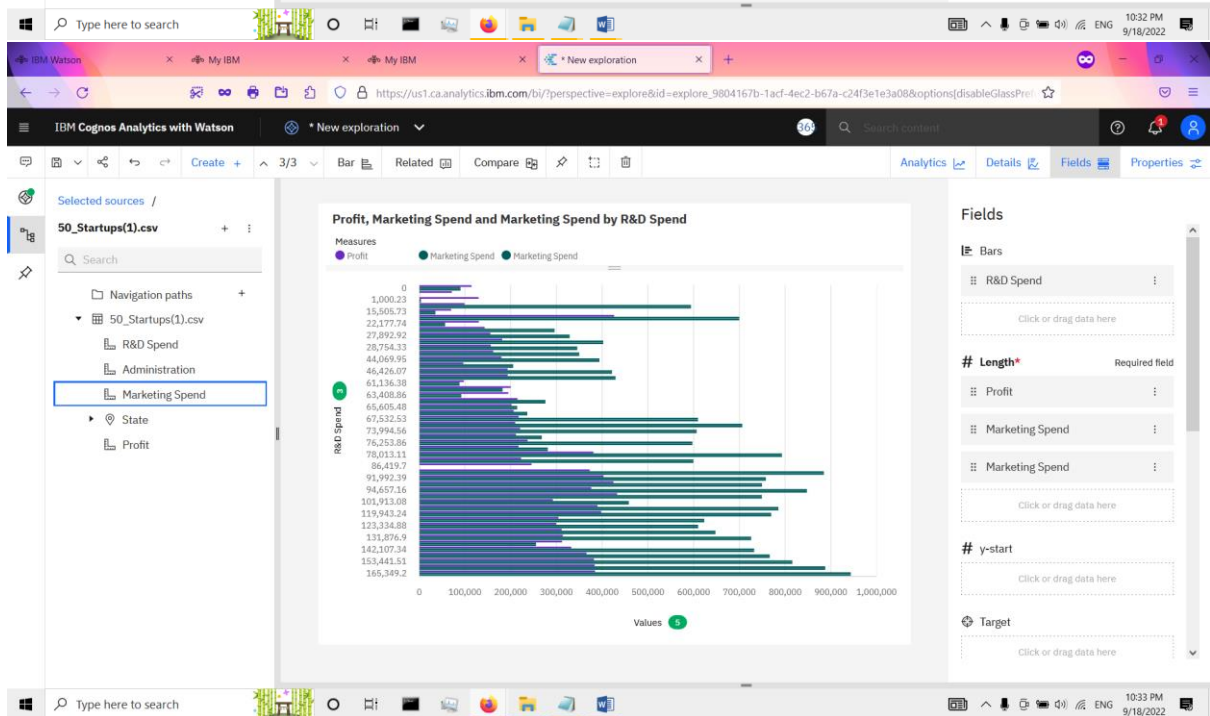 Type here to search
ENG
10:32 PM
9/18/2022
IBM Watson
My IBM
My IBM
* New exploration
https://us1.ca.analytics.ibm.com/bi/?perspective=explore&id=explore_9804167b-1acf-4ec2-b67a-c24f3e1e3a08&options[disableGlassPre
IBM Cognos Analytics with Watson
* New exploration
365
Search content
1
Create +
3/3
Bar
Related
Compare
Analytics
Details
Fields
Properties
Selected sources /
50_Startups(1).csv
Search
Navigation paths
50_Startups(1).csv
R&D Spend
Administration
Marketing Spend
State
Profit
Profit, Marketing Spend and Marketing Spend by R&D Spend
Measures
Profit
Marketing Spend
Marketing Spend
0
1,000.23
15,505.73
22,177.74
27,892.92
28,754.33
44,069.95
46,426.07
61,136.38
63,408.86
65,605.48
67,532.53
73,994.56
76,253.86
78,013.11
86,419.7
91,992.39
94,657.16
101,913.08
119,943.24
123,334.88
131,876.9
142,107.34
153,441.51
165,349.2
R&D Spend
3
0 100,000 200,000 300,000 400,000 500,000 600,000 700,000 800,000 900,000 1,000,000
Values 5
Fields
Bars
R&D Spend
Click or drag data here
# Length* Required field
Profit
Marketing Spend
Marketing Spend
Click or drag data here
# y-start
Click or drag data here
Target
Click or drag data here
Type here to search
ENG
10:33 PM
9/18/2022